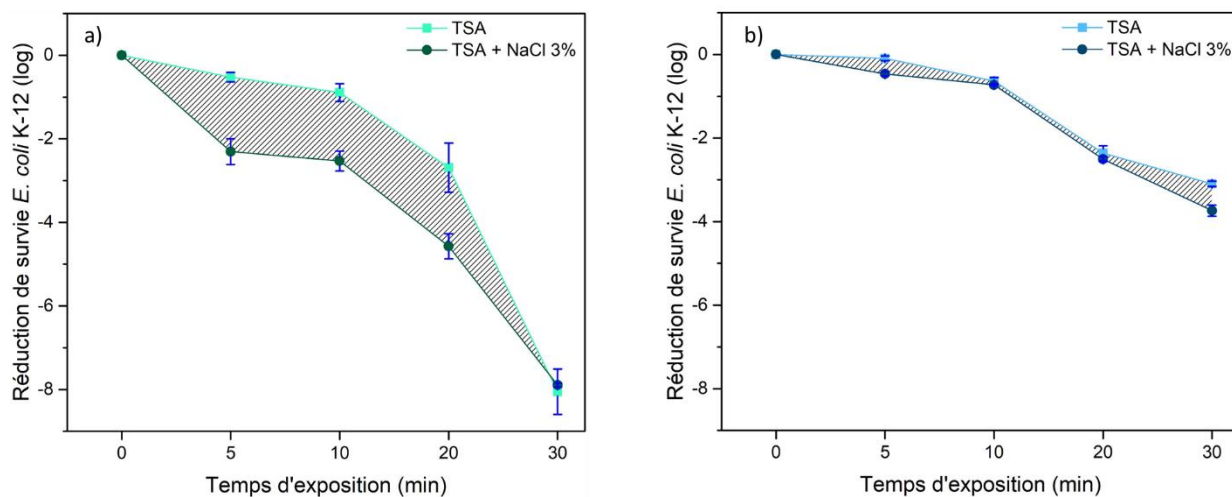 a)
TSA
TSA + NaCl 3%
Réduction de survie E. coli K-12 (log)
0
-2
-4
-6
-8
0 5 10 20 30
Temps d'exposition (min)
b)
TSA
TSA + NaCl 3%
Réduction de survie E. coli K-12 (log)
0
-2
-4
-6
-8
0 5 10 20 30
Temps d'exposition (min)